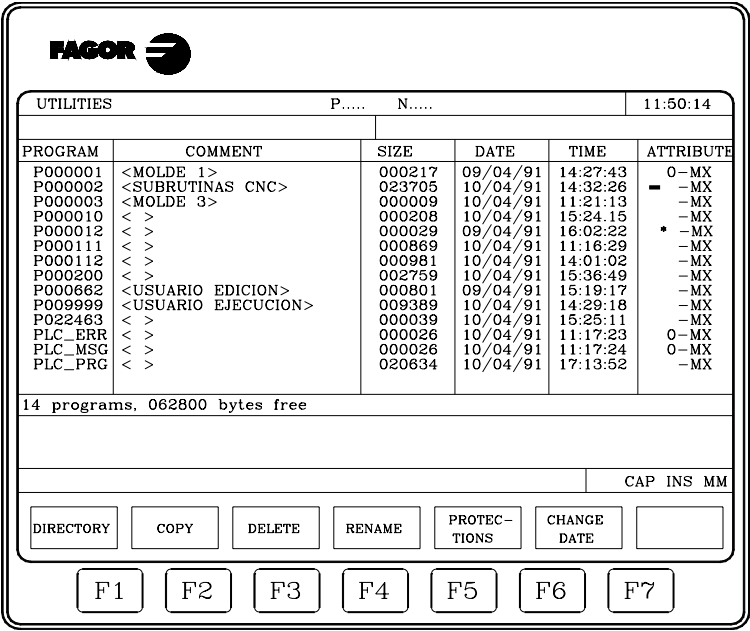 FAGOR
UTILITIES P..... N..... 11:50:14
PROGRAM COMMENT SIZE DATE TIME ATTRIBUTE
P000001 <MOLDE 1> 000217 09/04/91 14:27:43 O-MX
P000002 <SUBRUTINAS CNC> 023705 10/04/91 14:32:26 -MX
P000003 <MOLDE 3> 000009 10/04/91 11:21:13 -MX
P000010 < > 000208 10/04/91 15:24.15 -MX
P000012 < > 000029 09/04/91 16:02:22 * -MX
P000111 < > 000869 10/04/91 11:16:29 -MX
P000112 < > 000981 10/04/91 14:01:02 -MX
P000200 < > 002759 10/04/91 15:36:49 -MX
P000662 <USUARIO EDICION> 000801 09/04/91 15:19:17 -MX
P009999 <USUARIO EJECUCION> 009389 10/04/91 14:29:18 -MX
P022463 < > 000039 10/04/91 15:25:11 -MX
PLC_ERR < > 000026 10/04/91 11:17:23 O-MX
PLC_MSG < > 000026 10/04/91 11:17:24 O-MX
PLC_PRG < > 020634 10/04/91 17:13:52 -MX
14 programs, 062800 bytes free
CAP INS MM
DIRECTORY COPY DELETE RENAME PROTEC-
TIONS CHANGE
DATE
F1 F2 F3 F4 F5 F6 F7